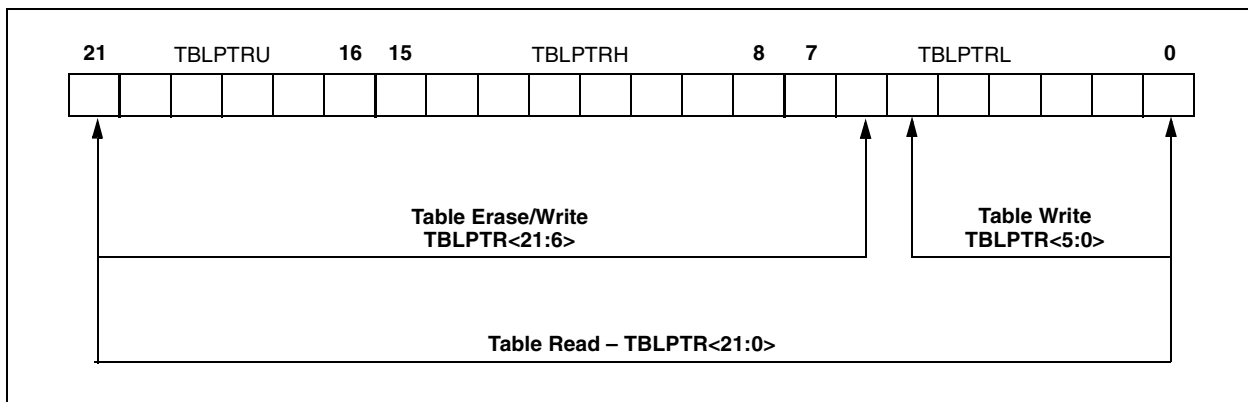 21 TBLPTRU 16 15 TBLPTRH 8 7 TBLPTRL 0
Table Erase/Write
TBLPTR<21:6>
Table Write
TBLPTR<5:0>
Table Read – TBLPTR<21:0>